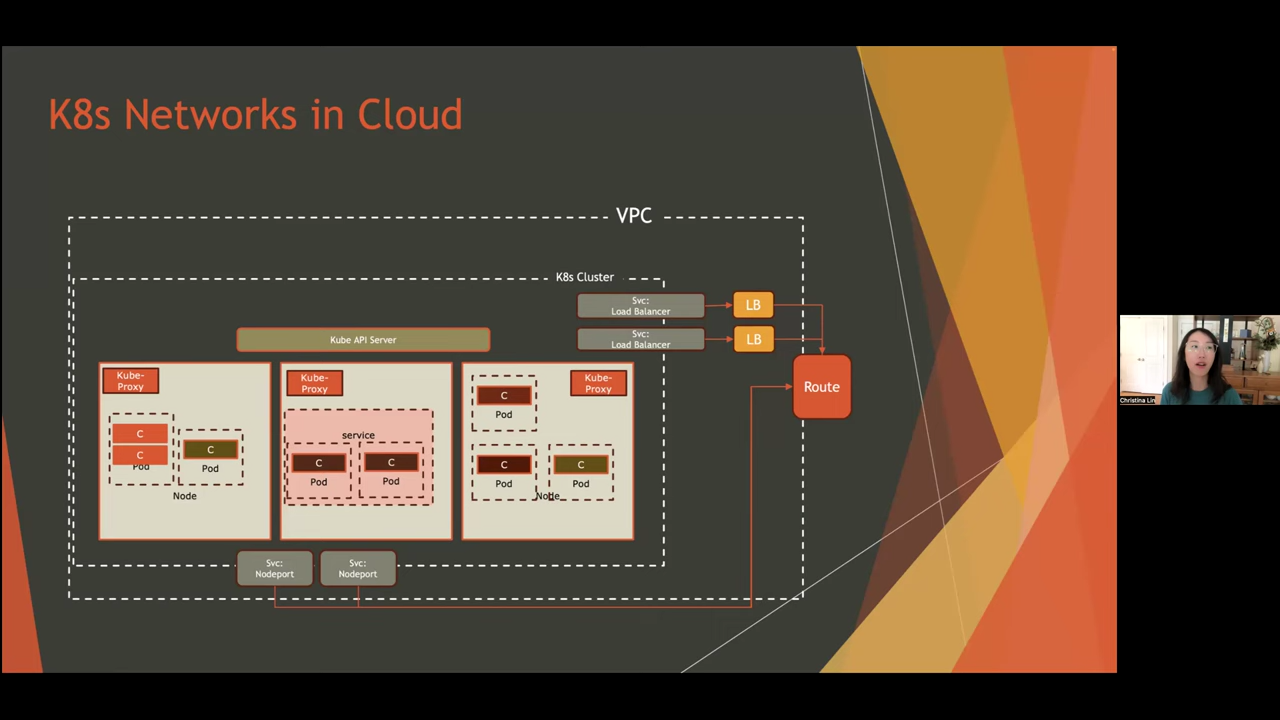 K8s Networks in Cloud
VPC
K8s Cluster
Svc:
Load Balancer
LB
Svc:
Load Balancer
LB
Kube API Server
Route
Kube-
Proxy
C
C
Pod
C
Pod
Node
Kube-
Proxy
service
C
Pod
C
Pod
Kube-
Proxy
C
Pod
C
Pod
C
Pod
Node
Svc:
Nodeport
Svc:
Nodeport
Christina Lin